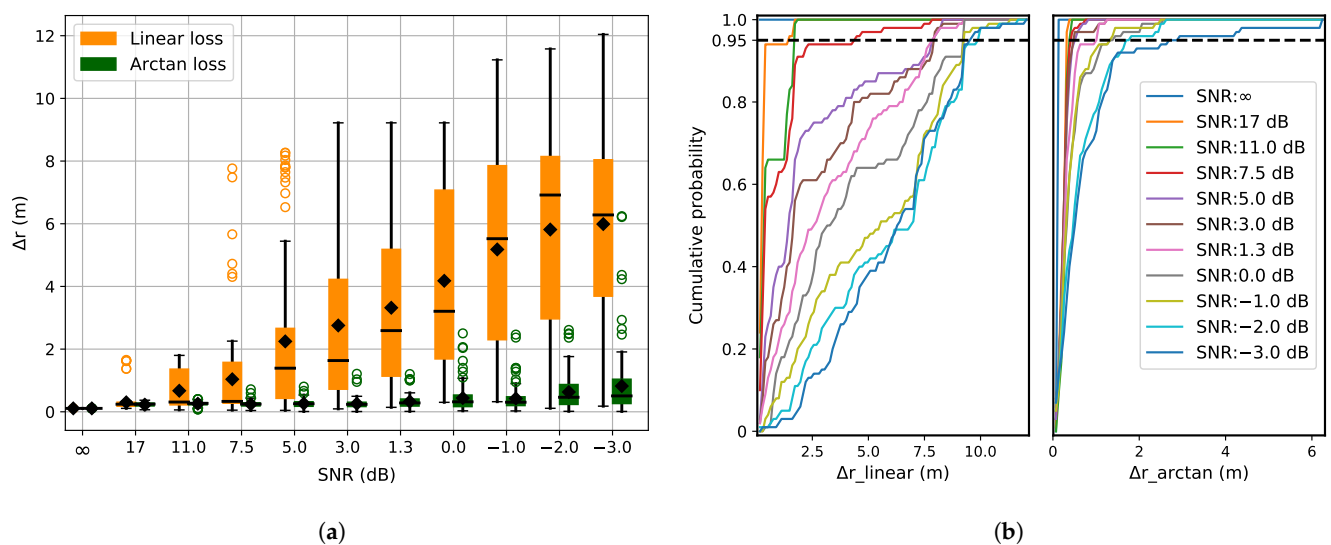 Linear loss
Arctan loss
12
10
8
6
4
2
0
Δr (m)
∞ 17 11.0 7.5 5.0 3.0 1.3 0.0 −1.0 −2.0 −3.0
SNR (dB)
(a)
1.0
0.95
0.8
0.6
0.4
0.2
0
Cumulative probability
2.5 5.0 7.5 10.0
Δr_linear (m)
SNR:∞
SNR:17 dB
SNR:11.0 dB
SNR:7.5 dB
SNR:5.0 dB
SNR:3.0 dB
SNR:1.3 dB
SNR:0.0 dB
SNR:−1.0 dB
SNR:−2.0 dB
SNR:−3.0 dB
0 2 4 6
Δr_arctan (m)
(b)